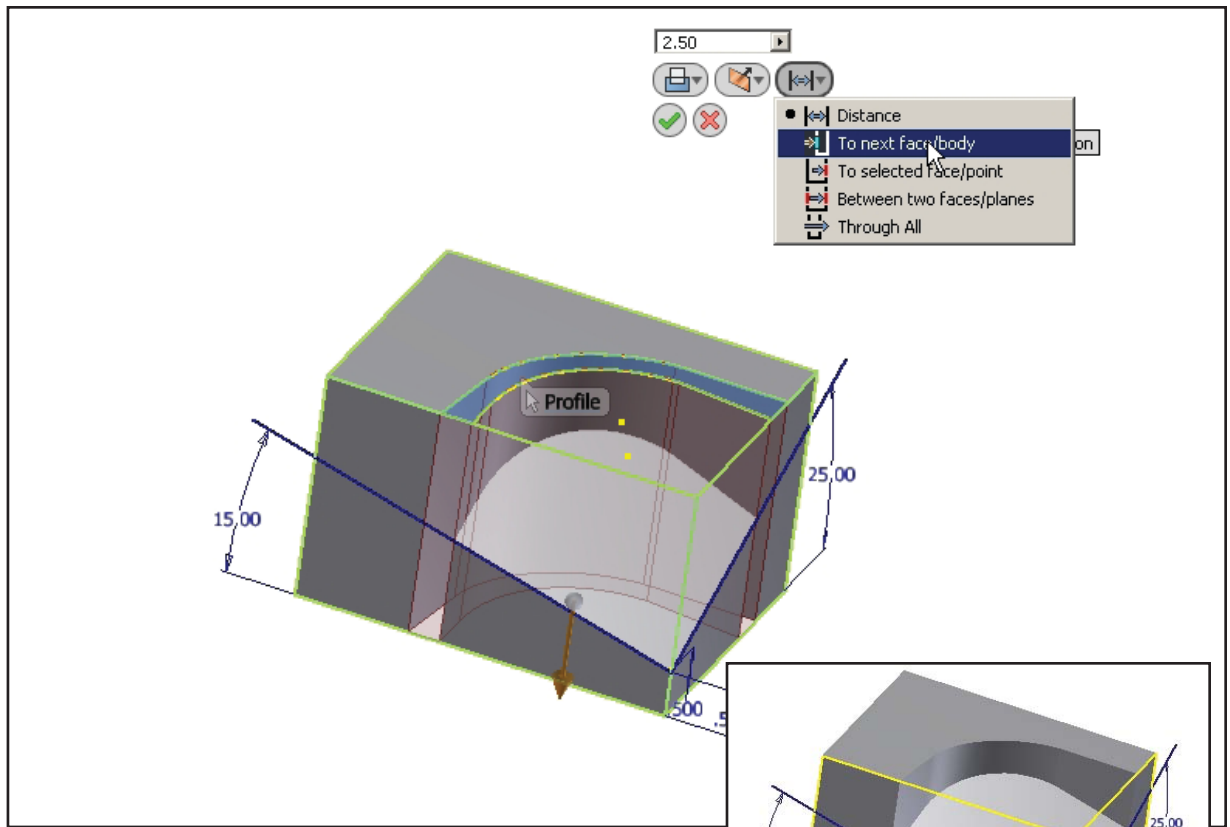 2.50
Distance
To next face/body
on
To selected face/point
Between two faces/planes
Through All
Profile
25,00
15,00
,500
.5
25,00